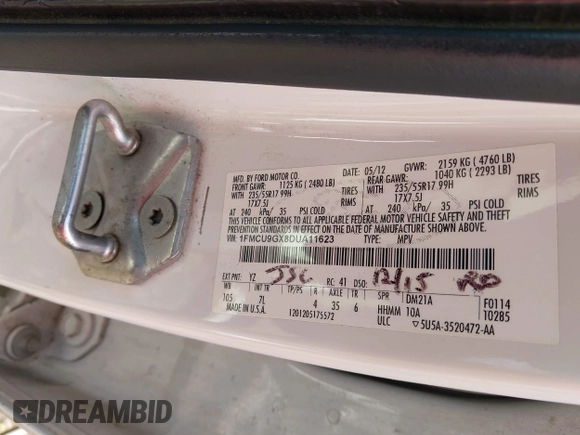 MFD. BY FORD MOTOR CO.
05/12 GVWR: 2159 KG ( 4760 LB)
FRONT GAWR: 1125 KG ( 2480 LB)
REAR GAWR: 1040 KG ( 2293 LB)
WITH 235/55R17 99H TIRES
WITH 235/55R17 99H TIRES
17X7.5J RIMS
17X7.5J RIMS
AT 240 kPa/ 35 PSI COLD
AT 240 kPa/ 35 PSI COLD
THIS VEHICLE CONFORMS TO ALL APPLICABLE FEDERAL MOTOR VEHICLE SAFETY AND THEFT
PREVENTION STANDARDS IN EFFECT ON THE DATE OF MANUFACTURE SHOWN ABOVE.
VIN: 1FMCU9GX8DUA11623
TYPE: MPV
EXT PNT: YZ RC: 41 DSO:
WB INT TR TP/PS R AXLE TR SPR DM21A F0114
105 7L 4 35 6 HHMM 10A 10285
MADE IN U.S.A. 1201205175572 ULC ▽5U5A-3520472-AA
DREAMBID